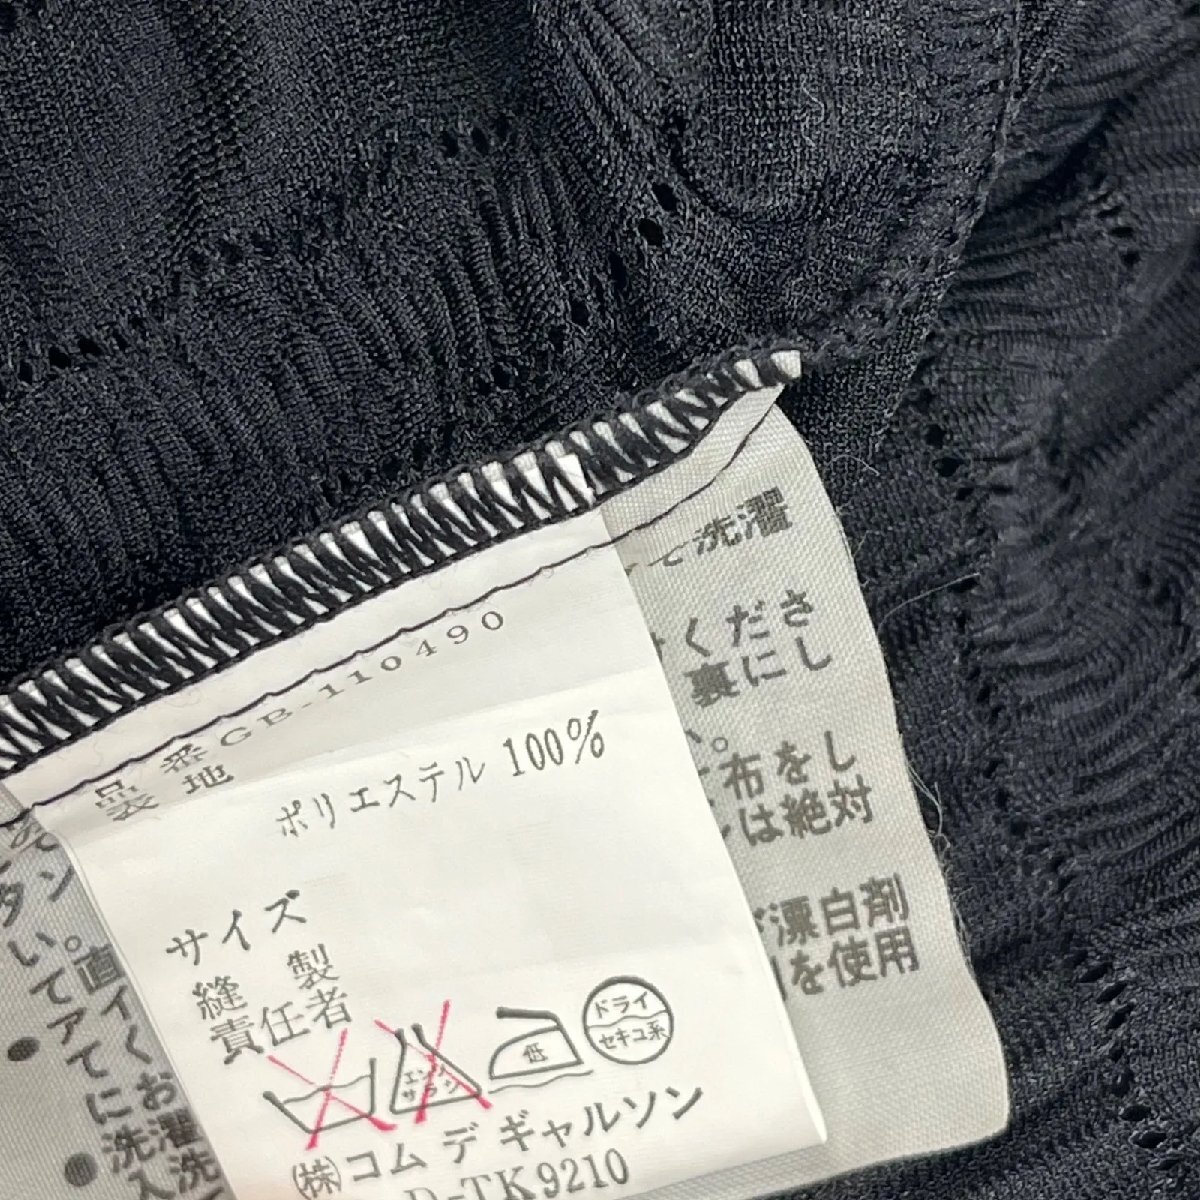 品番 GB-110490
表地
ポリエステル 100%
サイズ
縫製
責任者
エンソ
サラシ
低
ドライ
セキユ系
(株)コム デ ギャルソン
D-TK9210
て洗濯
くださ
裏にし
い。
布をし
は絶対
で漂白剤
を使用